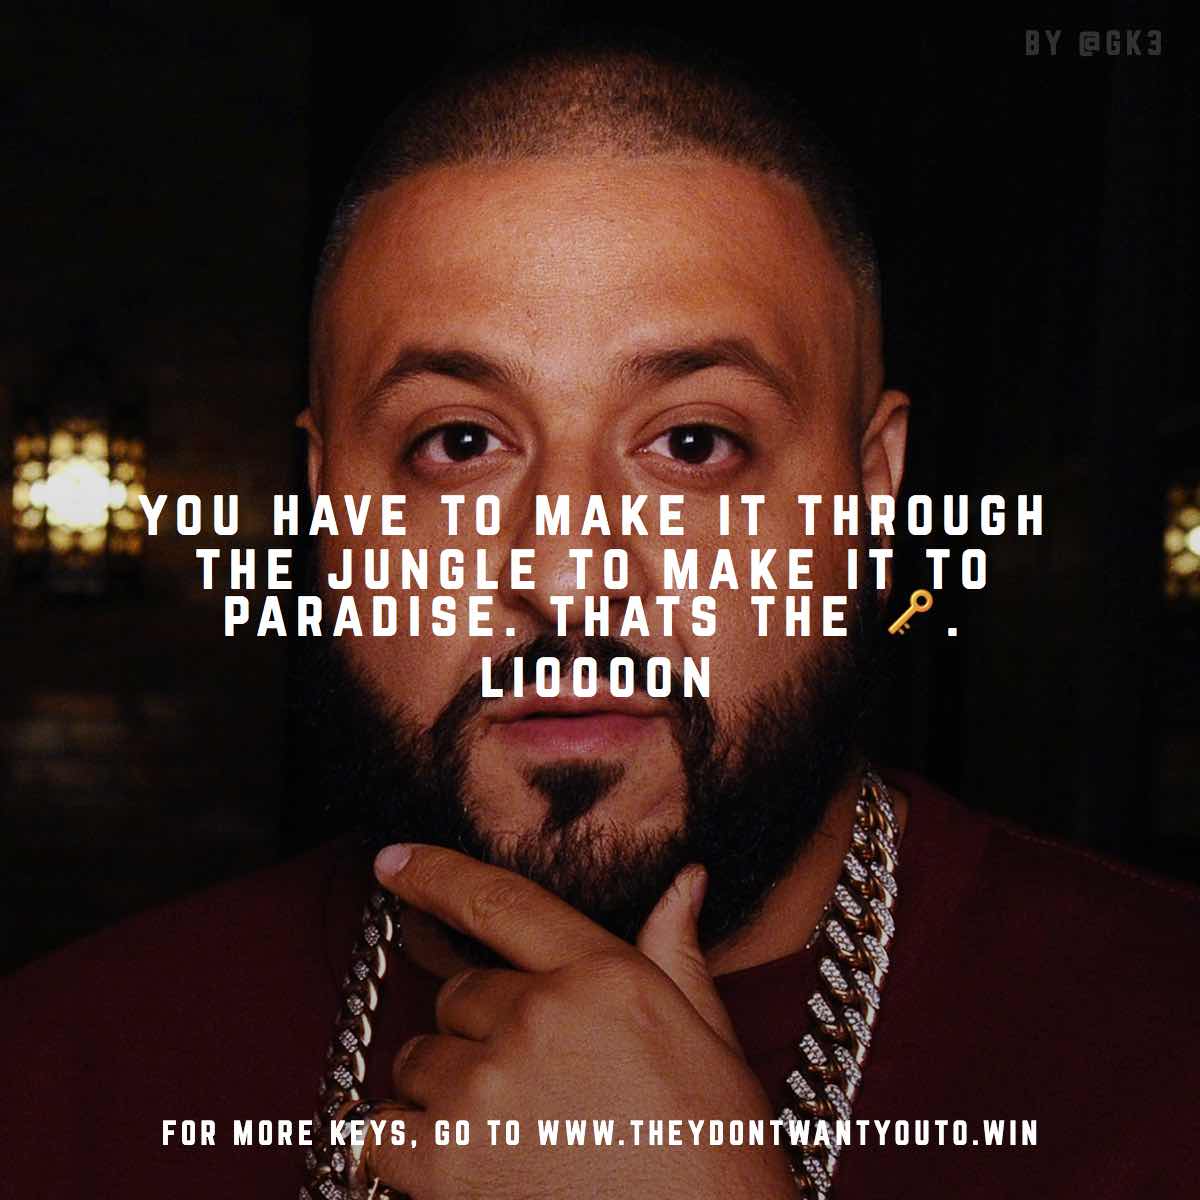 BY @GK3
YOU HAVE TO MAKE IT THROUGH
THE JUNGLE TO MAKE IT TO
PARADISE. THATS THE 🔑.
LIOOOON
FOR MORE KEYS, GO TO WWW.THEYDONTWANTYOUTO.WIN